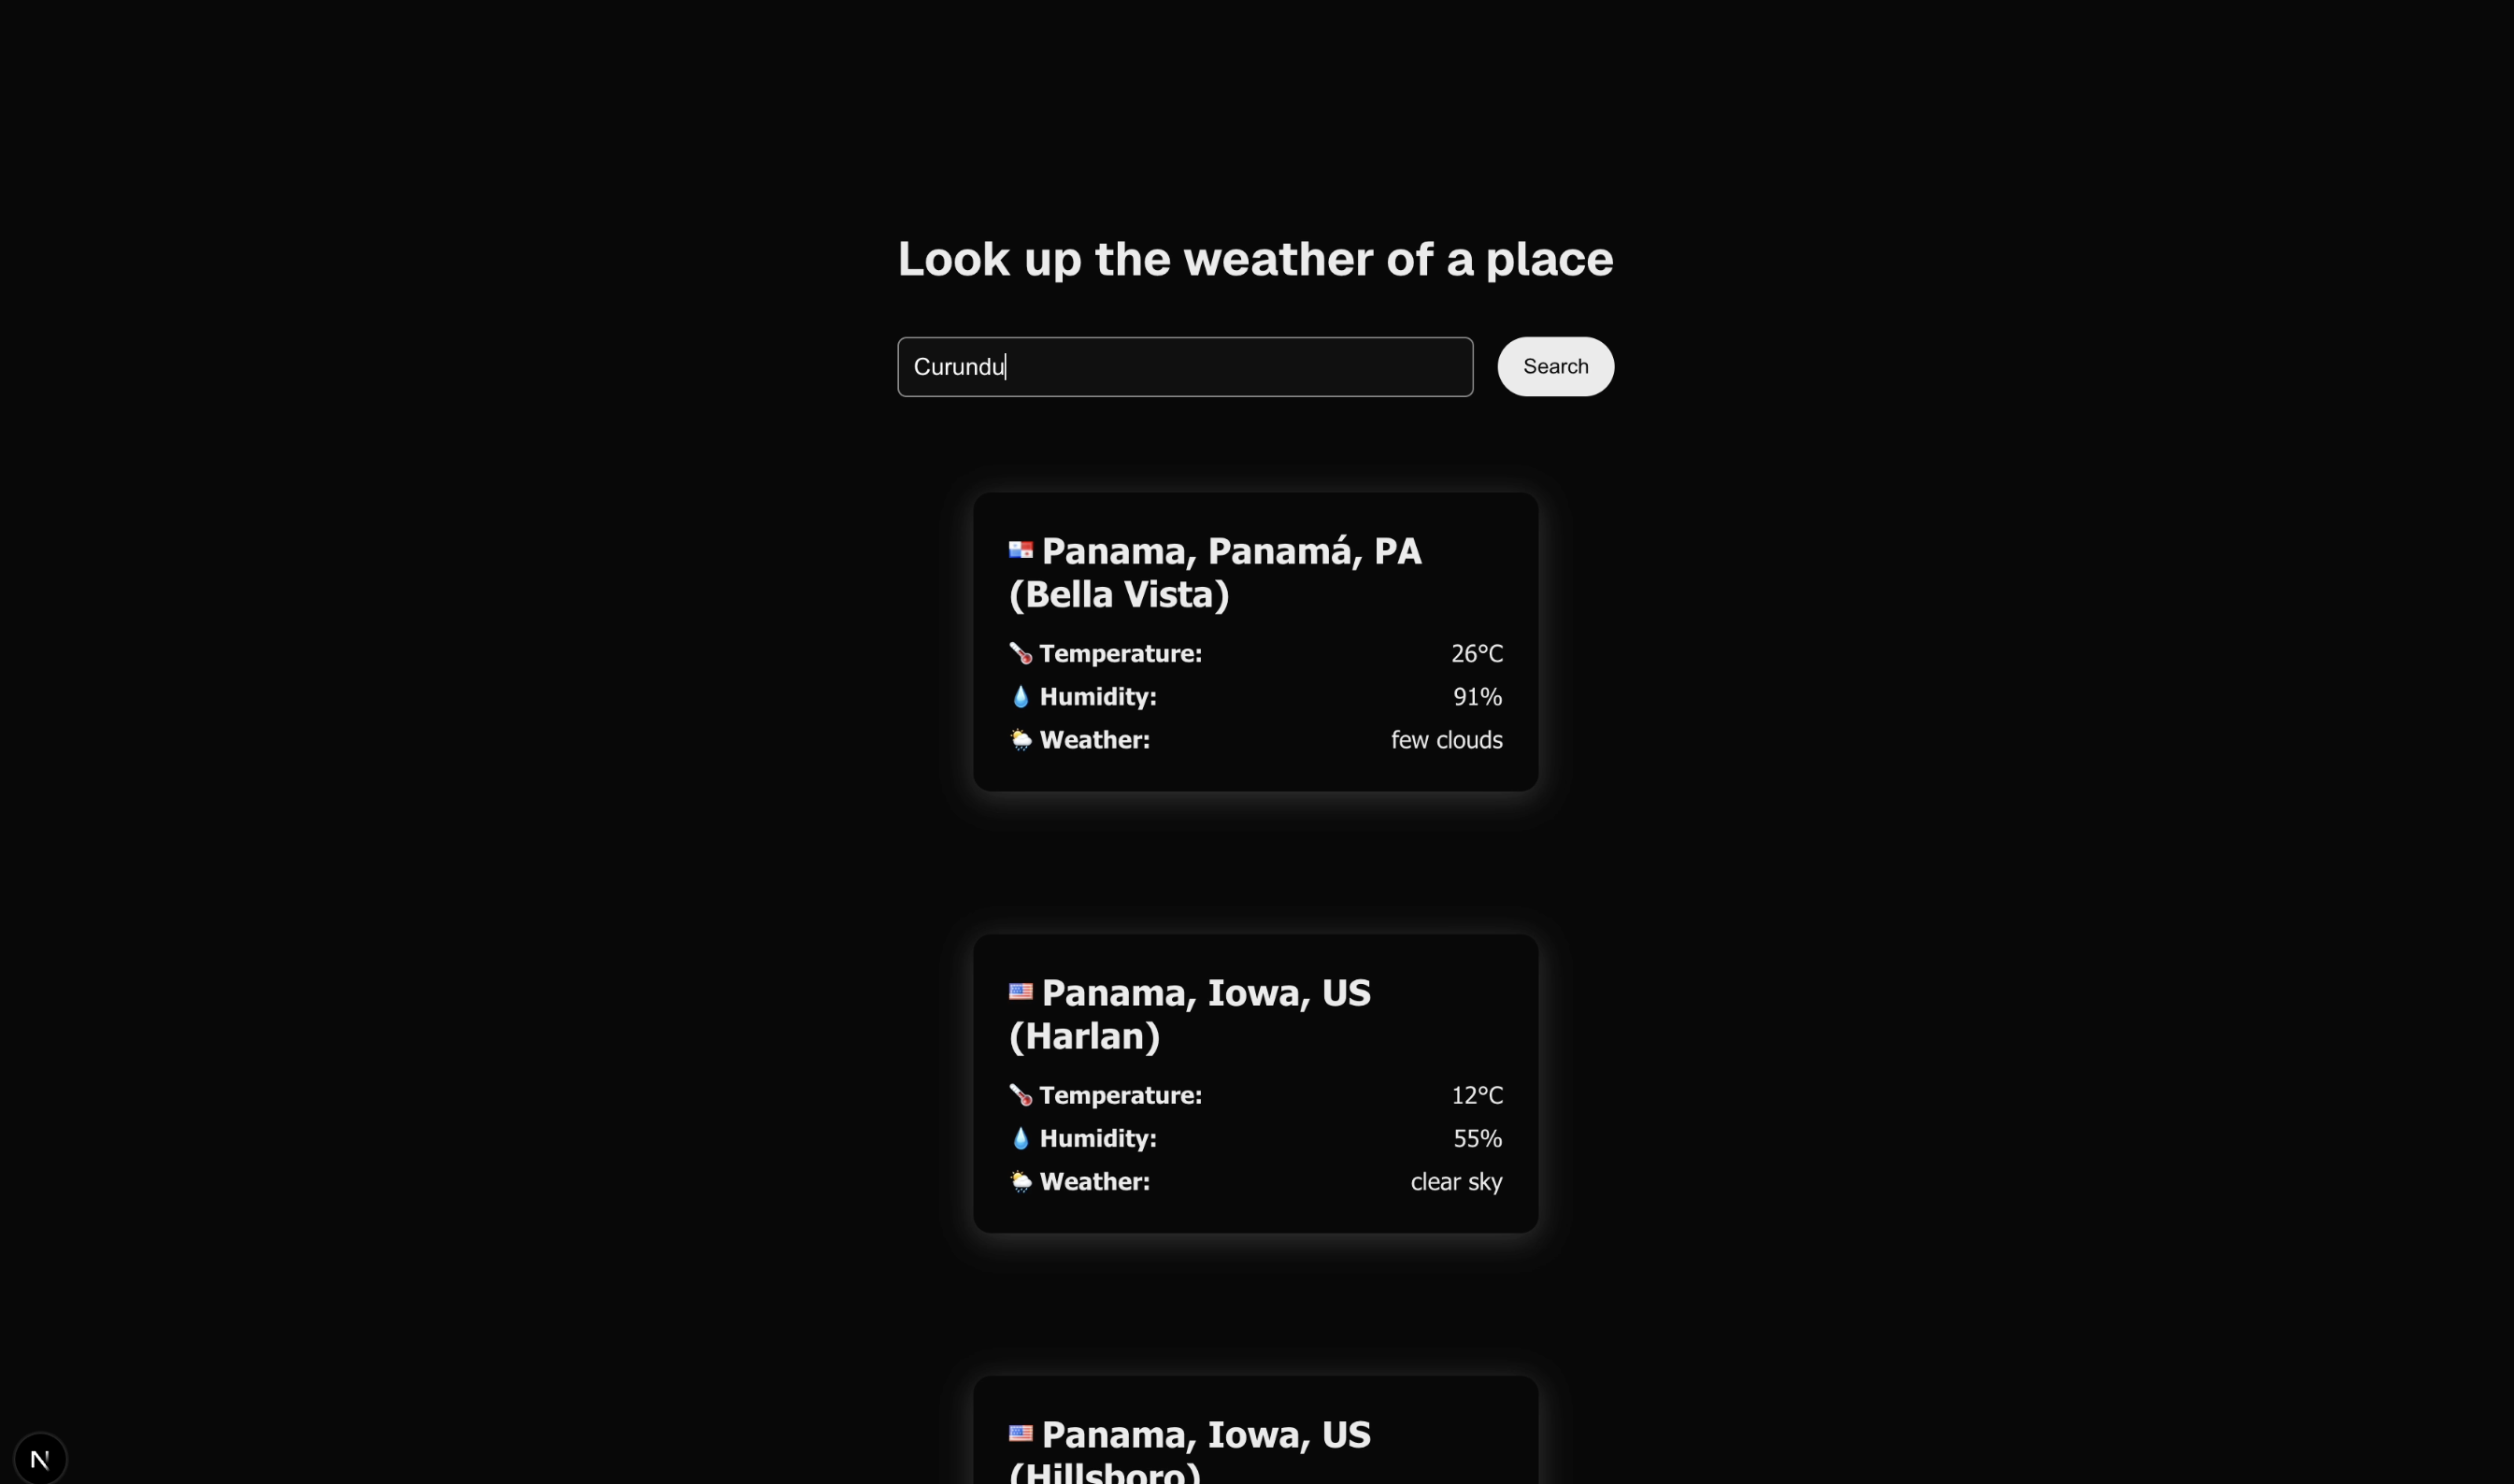 Look up the weather of a place
Curundu
Search
Panama, Panamá, PA
(Bella Vista)
Temperature: 26°C
Humidity: 91%
Weather: few clouds
Panama, Iowa, US
(Harlan)
Temperature: 12°C
Humidity: 55%
Weather: clear sky
Panama, Iowa, US
(Hillsboro)
N